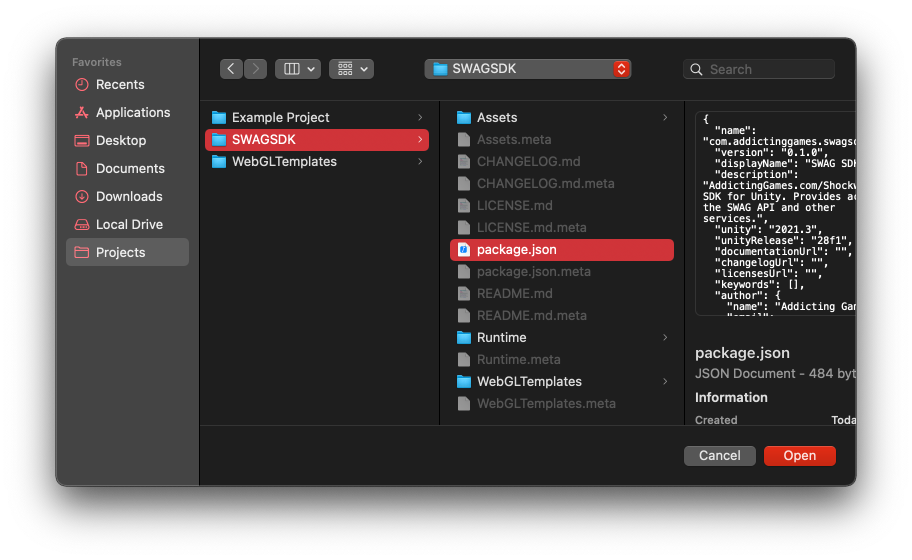 Favorites
Recents
Applications
Desktop
Documents
Downloads
Local Drive
Projects
SWAGSDK
Search
Example Project
SWAGSDK
WebGLTemplates
Assets
Assets.meta
CHANGELOG.md
CHANGELOG.md.meta
LICENSE.md
LICENSE.md.meta
package.json
package.json.meta
README.md
README.md.meta
Runtime
Runtime.meta
WebGLTemplates
WebGLTemplates.meta
{
"name":
"com.addictinggames.swagsd
"version": "0.1.0",
"displayName": "SWAG SDK
"description":
"AddictingGames.com/Shockw
SDK for Unity. Provides ac
the SWAG API and other
services.",
"unity": "2021.3",
"unityRelease": "28f1",
"documentationUrl": "",
"changelogUrl": "",
"licensesUrl": "",
"keywords": [],
"author": {
"name": "Addicting Gam
package.json
JSON Document - 484 byt
Information
Created Toda
Cancel
Open